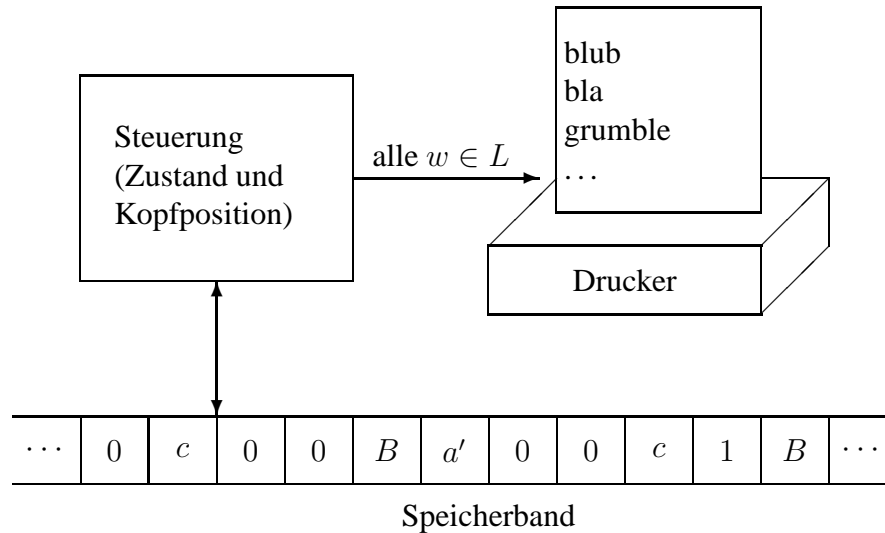 blub
bla
grumble
⋯
Steuerung
(Zustand und
Kopfposition)
alle w ∈ L
Drucker
⋯ 0 c 0 0 B a′ 0 0 c 1 B ⋯
Speicherband